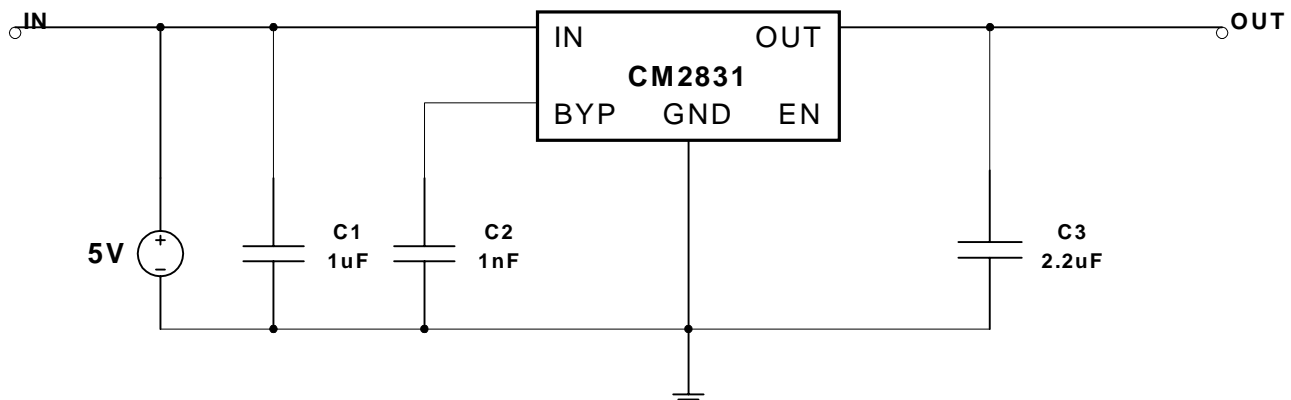 IN
OUT
IN OUT
CM2831
BYP GND EN
5V
+
−
C1
1uF
C2
1nF
C3
2.2uF